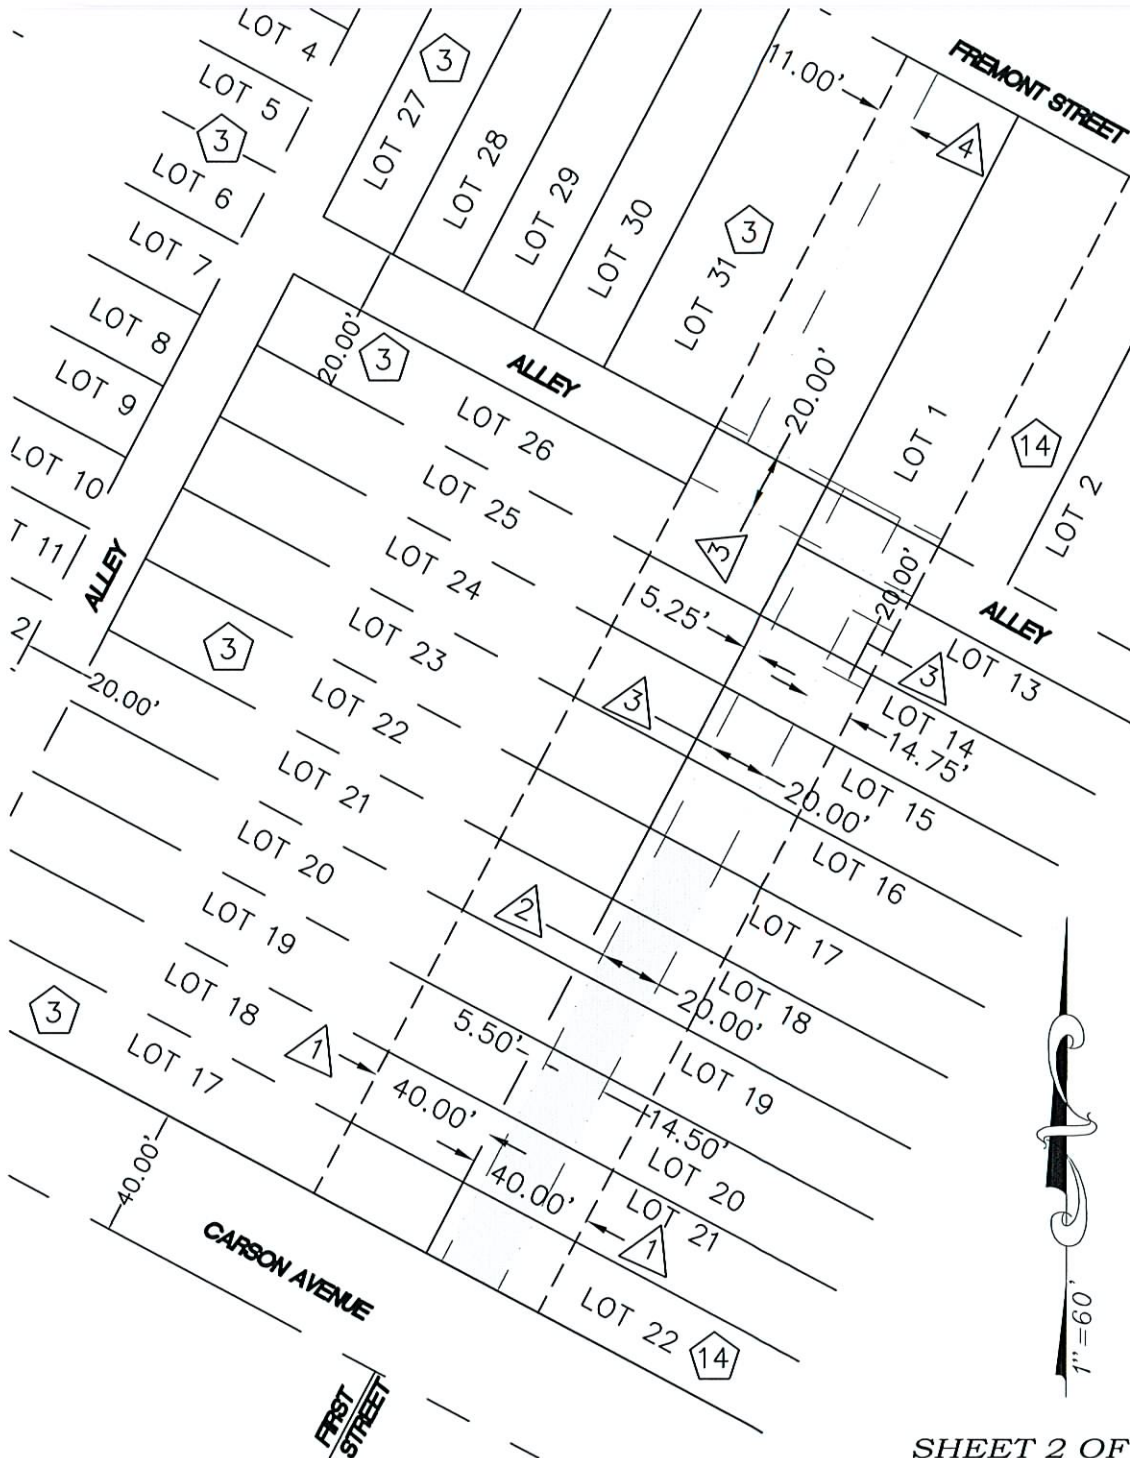 LOT 4
LOT 5
3
LOT 6
LOT 7
LOT 8
LOT 9
LOT 10
T 11
2
ALLEY
LOT 27
3
LOT 28
LOT 29
LOT 30
LOT 31
3
11.00'
FREMONT STREET
4
20.00'
3
ALLEY
20.00'
LOT 1
14
LOT 2
LOT 26
LOT 25
LOT 24
LOT 23
LOT 22
LOT 21
LOT 20
LOT 19
LOT 18
LOT 17
3
3
20.00'
3
5.25'
3
20.00'
ALLEY
3
LOT 13
LOT 14
14.75'
LOT 15
20.00'
LOT 16
LOT 17
2
LOT 18
20.00'
5.50'
LOT 19
1
40.00'
14.50'
LOT 20
40.00'
LOT 21
1
LOT 22
14
40.00'
CARSON AVENUE
FIRST
STREET
1"=60'
SHEET 2 OF